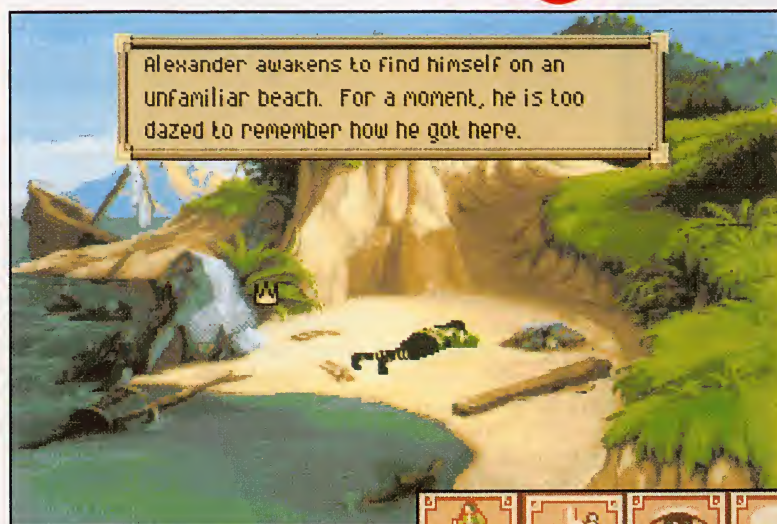 Alexander awakens to find himself on an
unfamiliar beach. For a moment, he is too
dazed to remember how he got here.